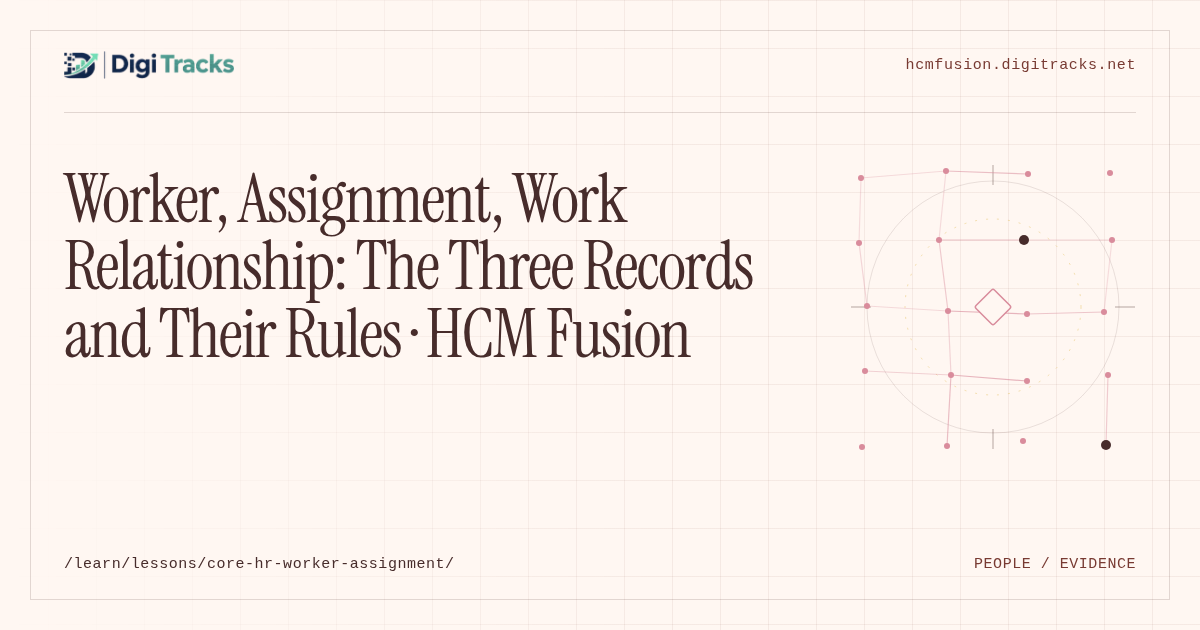 Digi Tracks
hcmfusion.digitracks.net
Worker, Assignment, Work
Relationship: The Three Records
and Their Rules · HCM Fusion
/learn/lessons/core-hr-worker-assignment/
PEOPLE / EVIDENCE